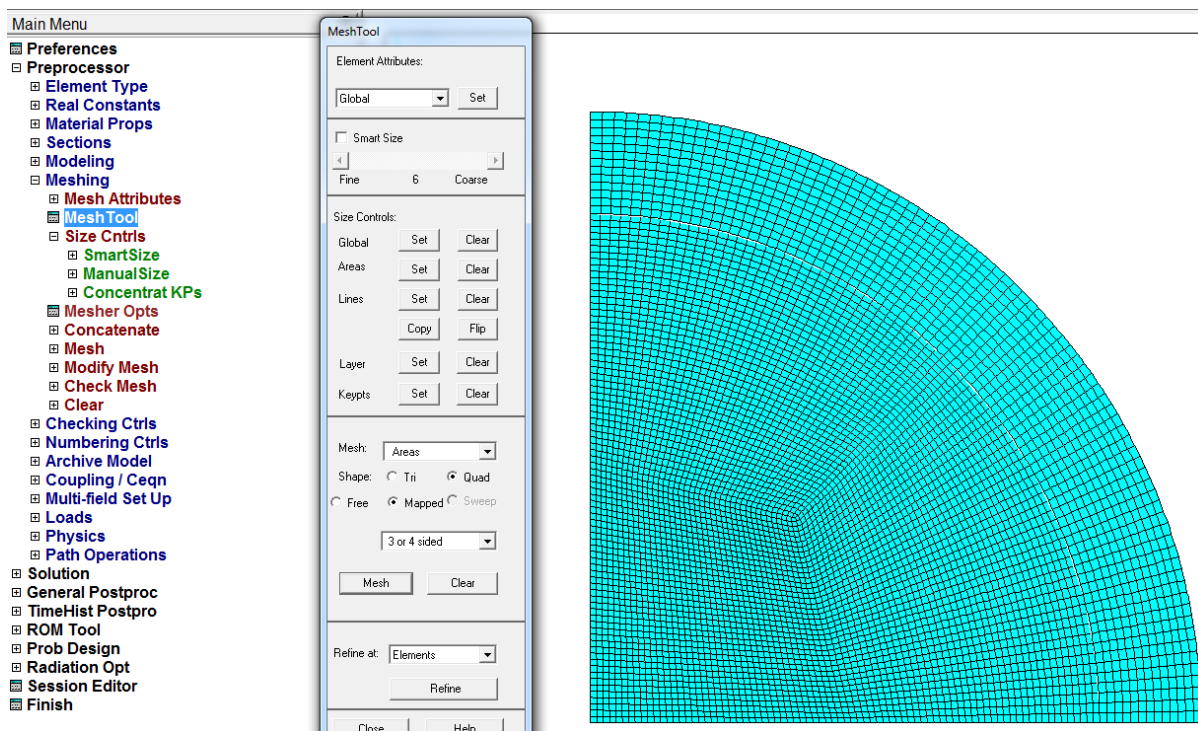 Main Menu
Preferences
Preprocessor
Element Type
Real Constants
Material Props
Sections
Modeling
Meshing
Mesh Attributes
MeshTool
Size Cntrls
SmartSize
ManualSize
Concentrat KPs
Mesher Opts
Concatenate
Mesh
Modify Mesh
Check Mesh
Clear
Checking Ctrls
Numbering Ctrls
Archive Model
Coupling / Ceqn
Multi-field Set Up
Loads
Physics
Path Operations
Solution
General Postproc
TimeHist Postpro
ROM Tool
Prob Design
Radiation Opt
Session Editor
Finish
MeshTool
Element Attributes:
Global Set
Smart Size
Fine 6 Coarse
Size Controls:
Global Set Clear
Areas Set Clear
Lines Set Clear
Copy Flip
Layer Set Clear
Keypts Set Clear
Mesh: Areas
Shape: Tri Quad
Free Mapped Sweep
3 or 4 sided
Mesh Clear
Refine at: Elements
Refine
Close Help